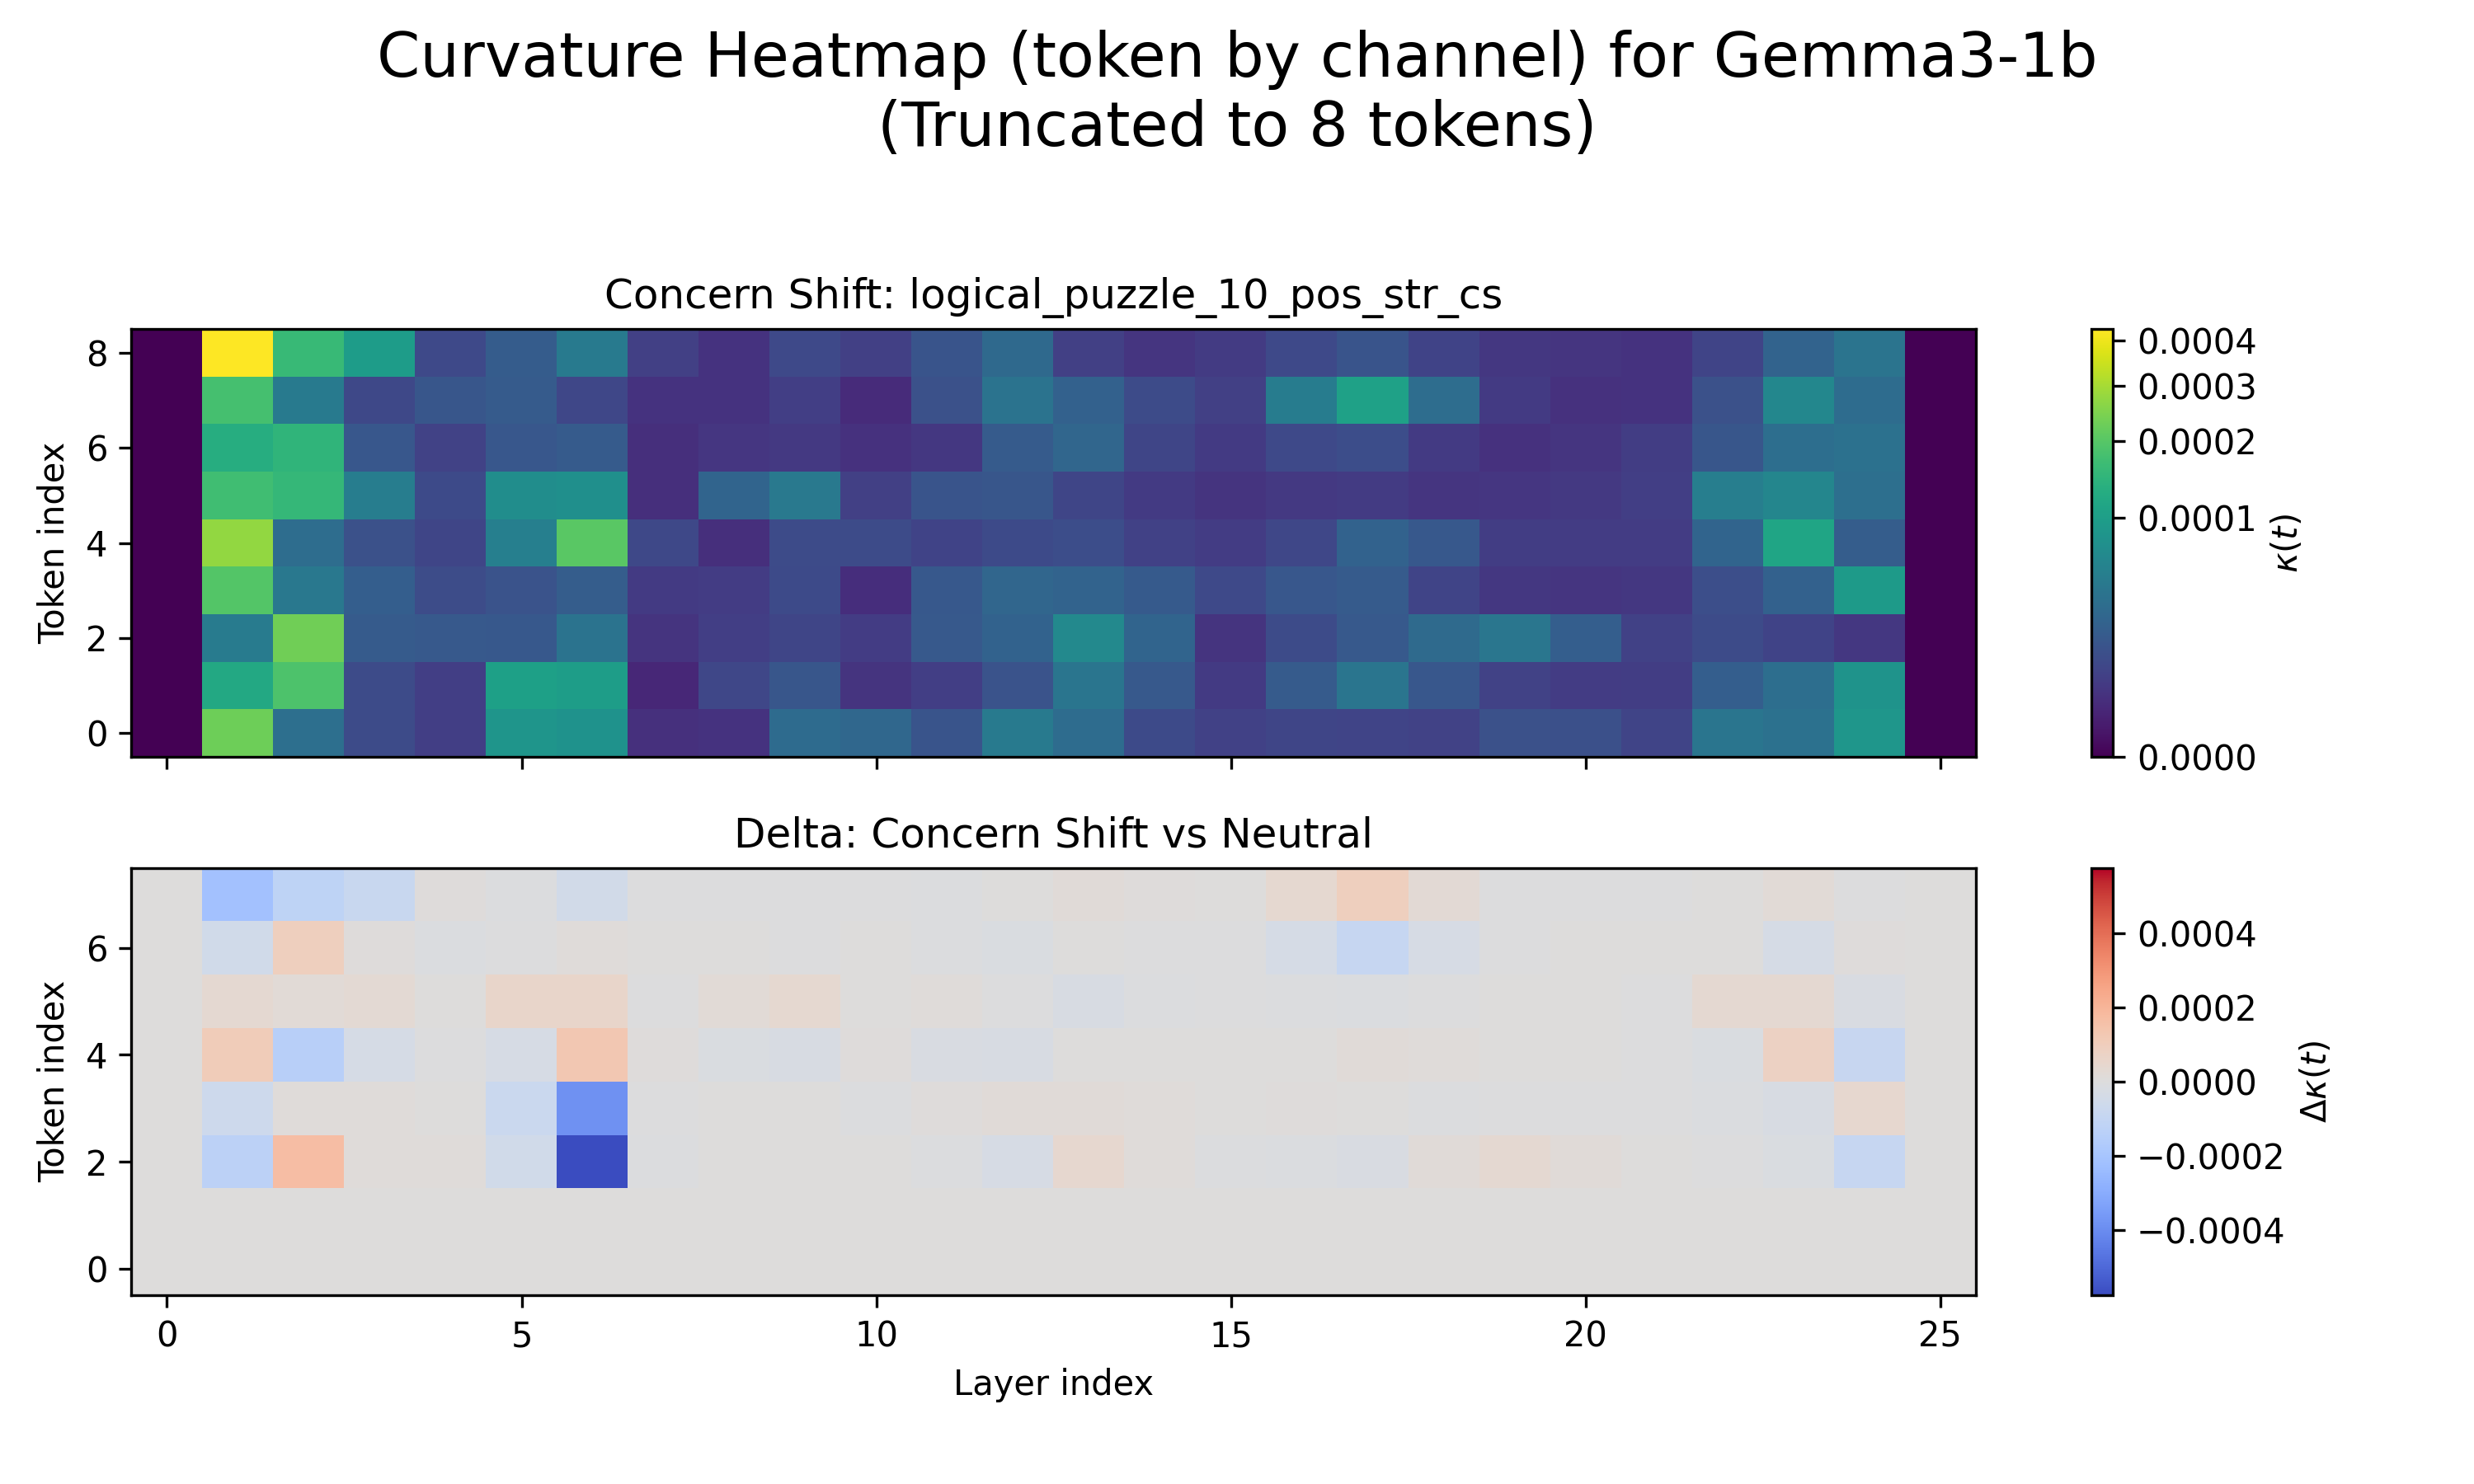 Curvature Heatmap (token by channel) for Gemma3-1b
(Truncated to 8 tokens)
Concern Shift: logical_puzzle_10_pos_str_cs
Token index
8
6
4
2
0
0.0004
0.0003
0.0002
0.0001
0.0000
κ(t)
Delta: Concern Shift vs Neutral
Token index
6
4
2
0
0
5
10
15
20
25
Layer index
0.0004
0.0002
0.0000
−0.0002
−0.0004
Δκ(t)